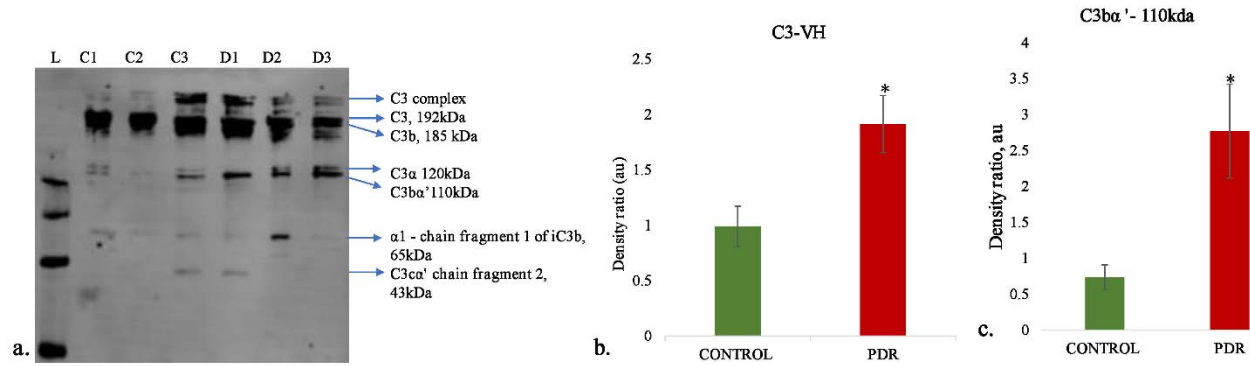 L C1 C2 C3 D1 D2 D3
C3 complex
C3, 192kDa
C3b, 185 kDa
C3α 120kDa
C3bα’110kDa
α1 - chain fragment 1 of iC3b,
65kDa
C3cα' chain fragment 2,
43kDa
a.
C3-VH
Density ratio (au)
2.5
2
1.5
1
0.5
0
*
CONTROL PDR
b.
C3bα '- 110kda
Density ratio, au
4
3.5
3
2.5
2
1.5
1
0.5
0
*
CONTROL PDR
c.